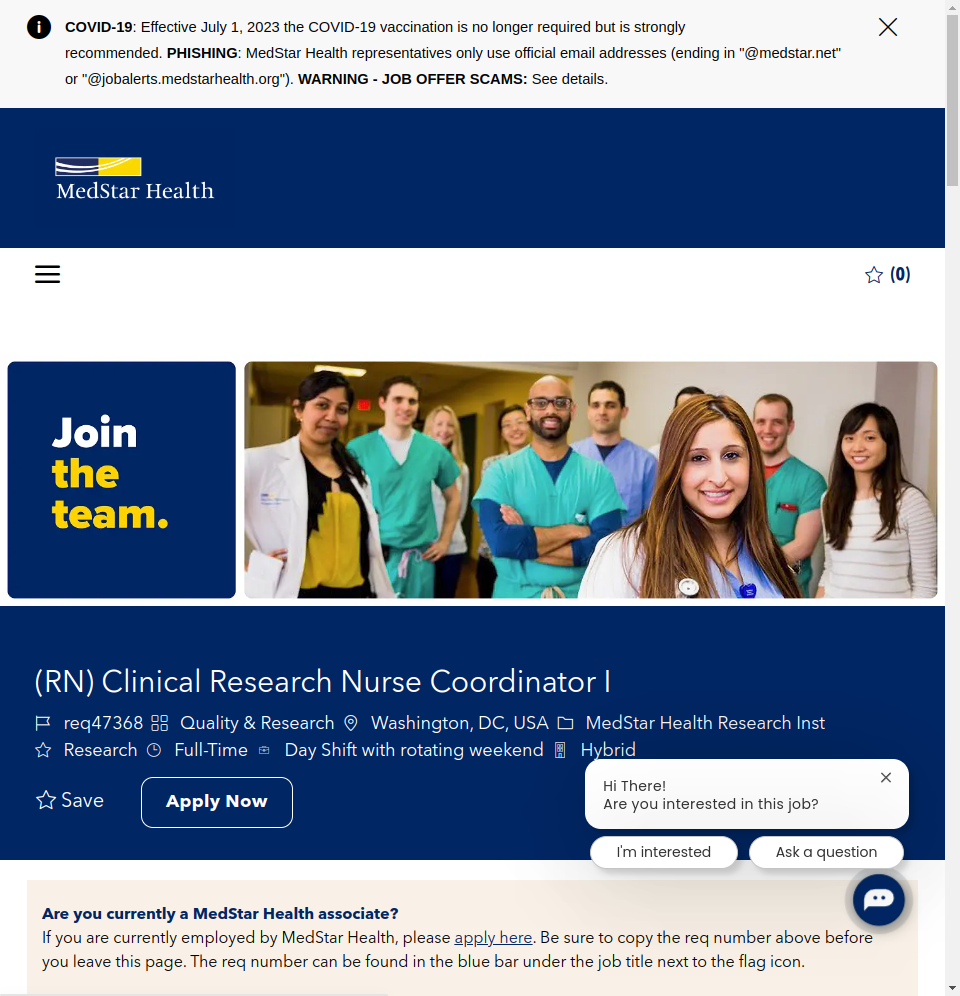 COVID-19: Effective July 1, 2023 the COVID-19 vaccination is no longer required but is strongly
recommended. PHISHING: MedStar Health representatives only use official email addresses (ending in "@medstar.net"
or "@jobalerts.medstarhealth.org"). WARNING - JOB OFFER SCAMS: See details.
MedStar Health
(0)
Join
the
team.
(RN) Clinical Research Nurse Coordinator I
req47368 Quality & Research Washington, DC, USA MedStar Health Research Inst
Research Full-Time Day Shift with rotating weekend Hybrid
Save Apply Now
Hi There!
Are you interested in this job?
I'm interested Ask a question
Are you currently a MedStar Health associate?
If you are currently employed by MedStar Health, please apply here. Be sure to copy the req number above before
you leave this page. The req number can be found in the blue bar under the job title next to the flag icon.